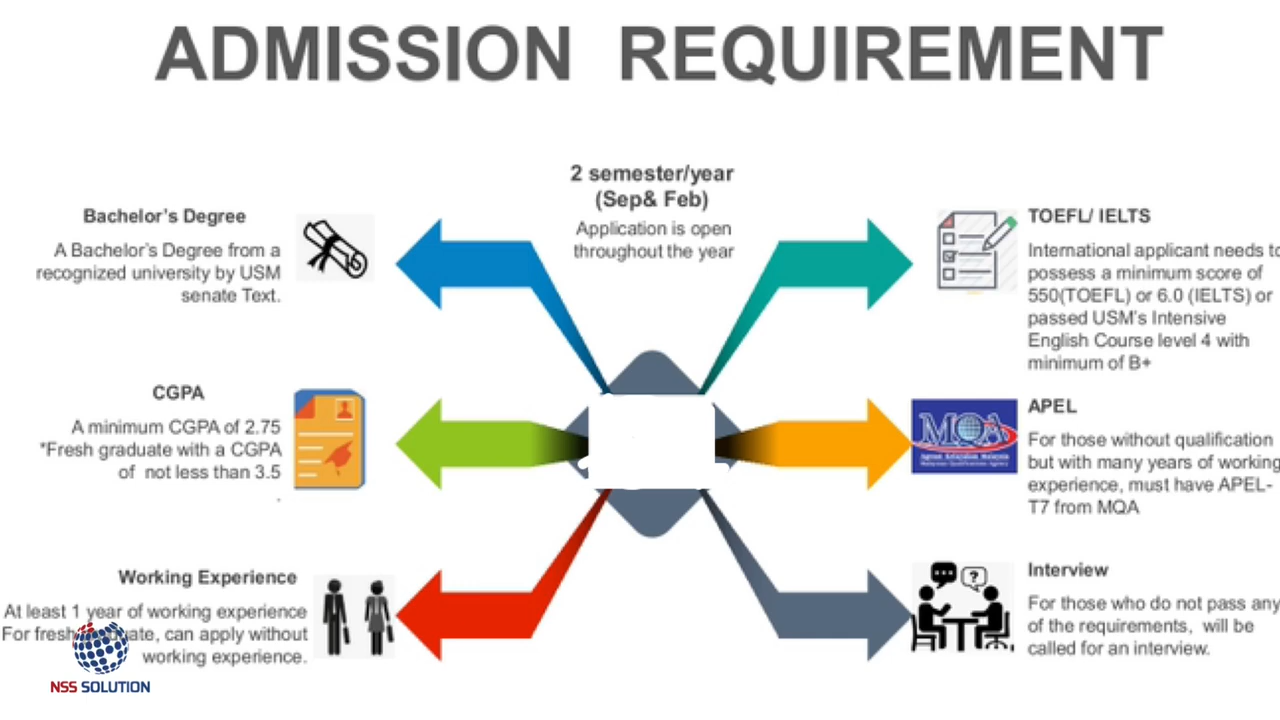 ADMISSION REQUIREMENT
2 semester/year
(Sep& Feb)
Application is open
throughout the year
Bachelor's Degree
A Bachelor's Degree from a
recognized university by USM
senate Text.
CGPA
A minimum CGPA of 2.75
*Fresh graduate with a CGPA
of not less than 3.5
.
Working Experience
At least 1 year of working experience
For fresh graduate, can apply without
working experience.
NSS SOLUTION
TOEFL/ IELTS
International applicant needs to
possess a minimum score of
550(TOEFL) or 6.0 (IELTS) or
passed USM's Intensive
English Course level 4 with
minimum of B+
MQA
APEL
For those without qualification
but with many years of working
experience, must have APEL-
T7 from MQA
Interview
For those who do not pass any
of the requirements, will be
called for an interview.